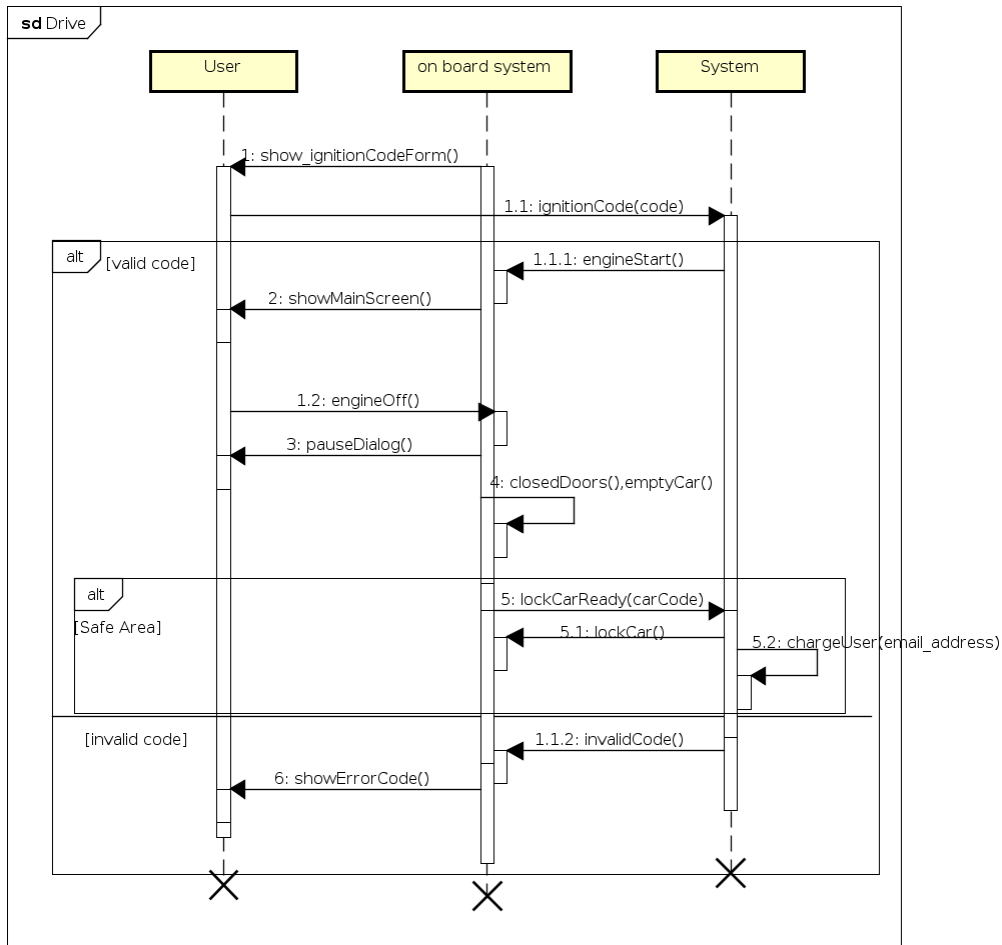 sd Drive
User
on board system
System
1: show_ignitionCodeForm()
1.1: ignitionCode(code)
alt
[valid code]
1.1.1: engineStart()
2: showMainScreen()
1.2: engineOff()
3: pauseDialog()
4: closedDoors(),emptyCar()
alt
[Safe Area]
5: lockCarReady(carCode)
5.1: lockCar()
5.2: chargeUser(email_address)
[invalid code]
1.1.2: invalidCode()
6: showErrorCode()